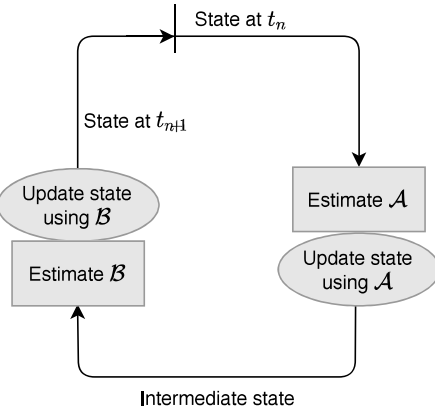 State at tₙ
State at tₙ₊₁
Update state
using ℬ
Estimate ℬ
Estimate 𝒜
Update state
using 𝒜
Intermediate state